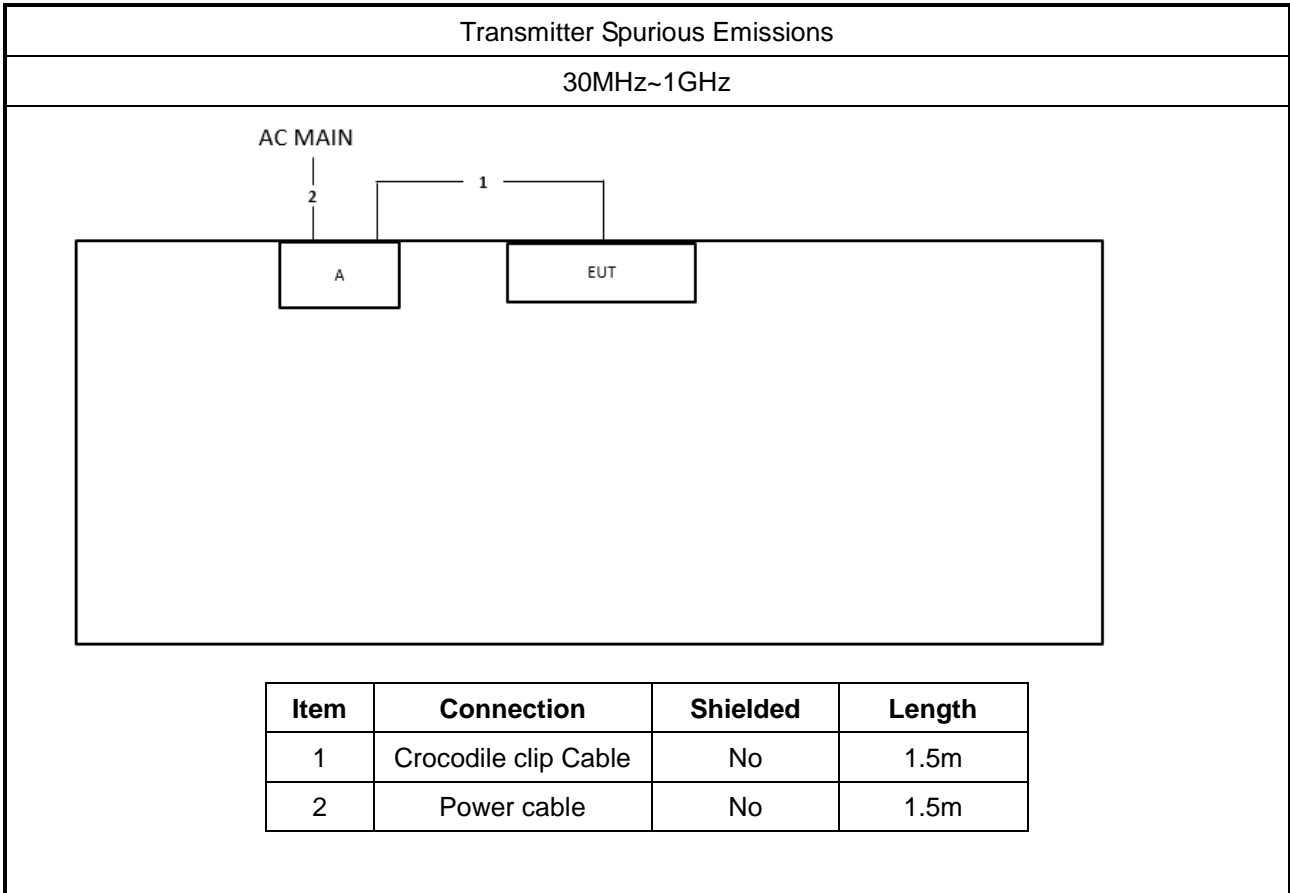 Transmitter Spurious Emissions
30MHz~1GHz
AC MAIN
1
2
A EUT
Item Connection Shielded Length
1 Crocodile clip Cable No 1.5m
2 Power cable No 1.5m